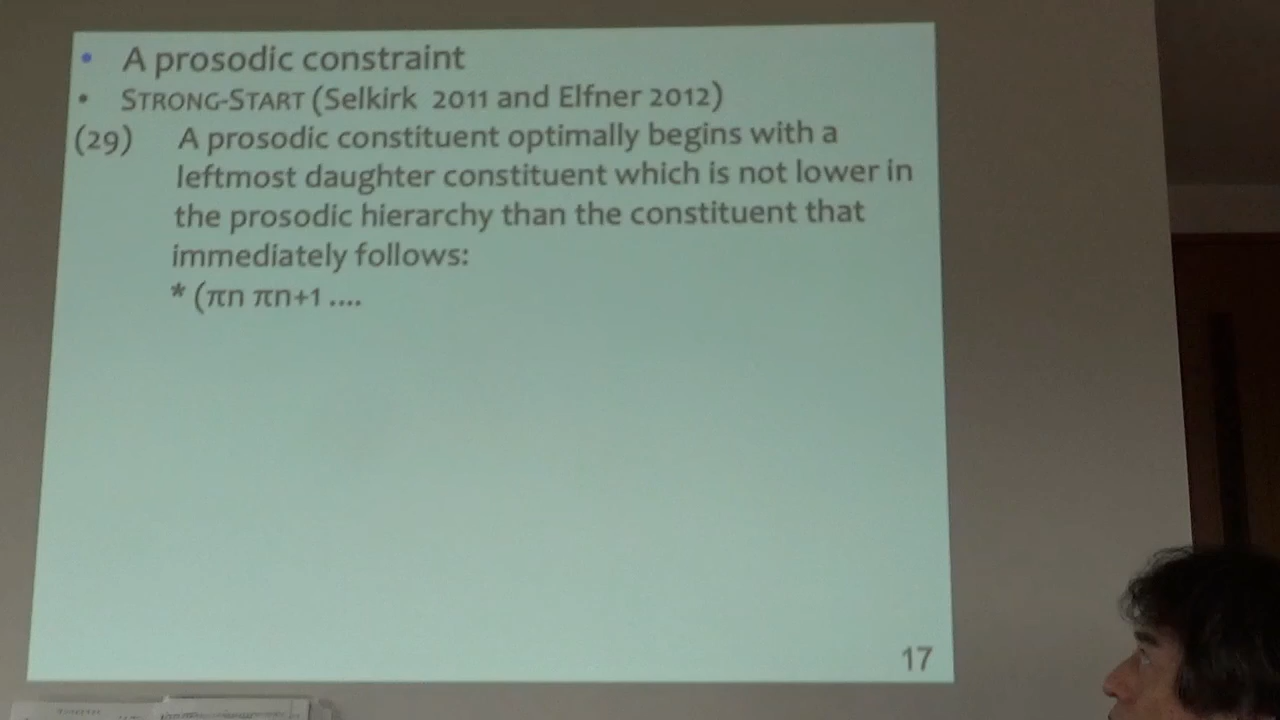 • A prosodic constraint
• STRONG-START (Selkirk 2011 and Elfner 2012)
(29) A prosodic constituent optimally begins with a
leftmost daughter constituent which is not lower in
the prosodic hierarchy than the constituent that
immediately follows:
* (πn πn+1 ....
17